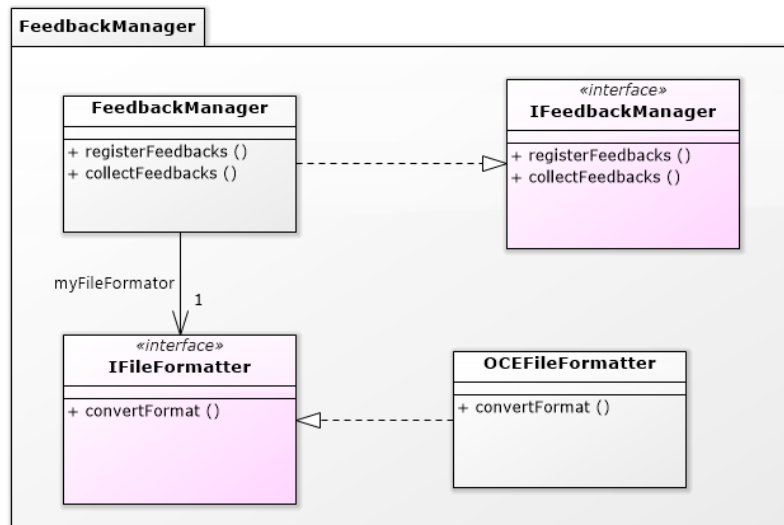 FeedbackManager
FeedbackManager
+ registerFeedbacks ()
+ collectFeedbacks ()
«interface»
IFeedbackManager
+ registerFeedbacks ()
+ collectFeedbacks ()
myFileFormator
1
«interface»
IFileFormatter
+ convertFormat ()
OCEFileFormatter
+ convertFormat ()